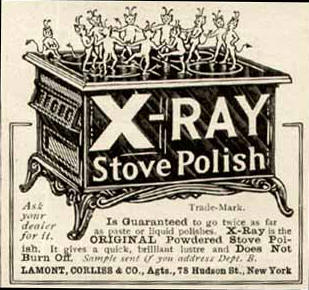 X-RAY
Stove Polish
Trade-Mark.
Ask
your
dealer
for it.
Is Guaranteed to go twice as far
as paste or liquid polishes. X-Ray is the
ORIGINAL Powdered Stove Pol-
ish. It gives a quick, brilliant lustre and Does Not
Burn Off. Sample sent if you address Dept. B.
LAMONT, CORLISS & CO., Agts., 78 Hudson St., New York